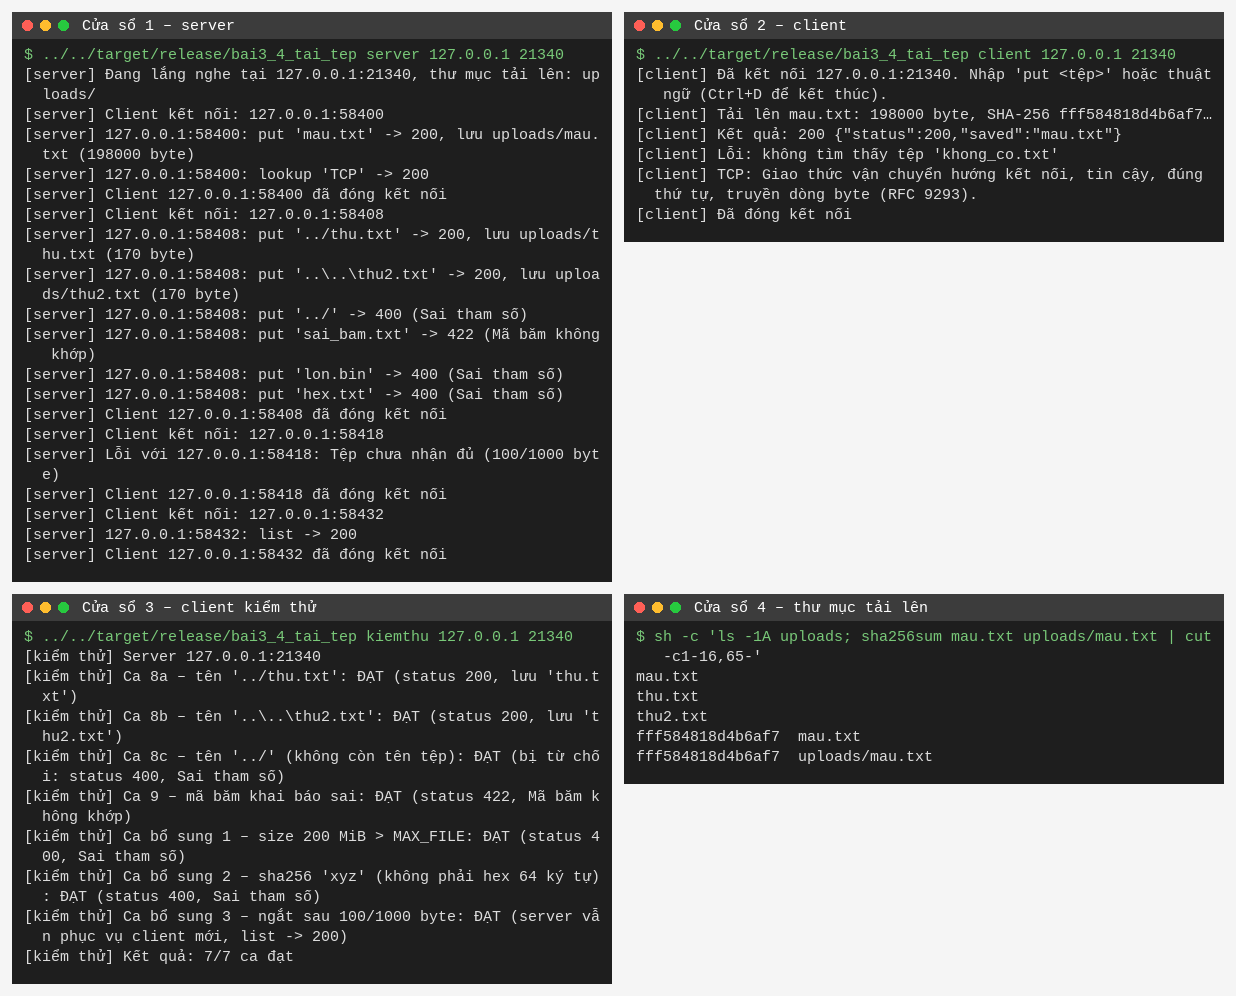 Cửa sổ 1 – server
$ ../../target/release/bai3_4_tai_tep server 127.0.0.1 21340
[server] Đang lắng nghe tại 127.0.0.1:21340, thư mục tải lên: up
loads/
[server] Client kết nối: 127.0.0.1:58400
[server] 127.0.0.1:58400: put 'mau.txt' -> 200, lưu uploads/mau.
txt (198000 byte)
[server] 127.0.0.1:58400: lookup 'TCP' -> 200
[server] Client 127.0.0.1:58400 đã đóng kết nối
[server] Client kết nối: 127.0.0.1:58408
[server] 127.0.0.1:58408: put '../thu.txt' -> 200, lưu uploads/t
hu.txt (170 byte)
[server] 127.0.0.1:58408: put '..\..\thu2.txt' -> 200, lưu uploa
ds/thu2.txt (170 byte)
[server] 127.0.0.1:58408: put '../' -> 400 (Sai tham số)
[server] 127.0.0.1:58408: put 'sai_bam.txt' -> 422 (Mã băm không
khớp)
[server] 127.0.0.1:58408: put 'lon.bin' -> 400 (Sai tham số)
[server] 127.0.0.1:58408: put 'hex.txt' -> 400 (Sai tham số)
[server] Client 127.0.0.1:58408 đã đóng kết nối
[server] Client kết nối: 127.0.0.1:58418
[server] Lỗi với 127.0.0.1:58418: Tệp chưa nhận đủ (100/1000 byt
e)
[server] Client 127.0.0.1:58418 đã đóng kết nối
[server] Client kết nối: 127.0.0.1:58432
[server] 127.0.0.1:58432: list -> 200
[server] Client 127.0.0.1:58432 đã đóng kết nối
Cửa sổ 2 – client
$ ../../target/release/bai3_4_tai_tep client 127.0.0.1 21340
[client] Đã kết nối 127.0.0.1:21340. Nhập 'put <tệp>' hoặc thuật
ngữ (Ctrl+D để kết thúc).
[client] Tải lên mau.txt: 198000 byte, SHA-256 fff584818d4b6af7…
[client] Kết quả: 200 {"status":200,"saved":"mau.txt"}
[client] Lỗi: không tìm thấy tệp 'khong_co.txt'
[client] TCP: Giao thức vận chuyển hướng kết nối, tin cậy, đúng
thứ tự, truyền dòng byte (RFC 9293).
[client] Đã đóng kết nối
Cửa sổ 3 – client kiểm thử
$ ../../target/release/bai3_4_tai_tep kiemthu 127.0.0.1 21340
[kiểm thử] Server 127.0.0.1:21340
[kiểm thử] Ca 8a – tên '../thu.txt': ĐẠT (status 200, lưu 'thu.t
xt')
[kiểm thử] Ca 8b – tên '..\..\thu2.txt': ĐẠT (status 200, lưu 't
hu2.txt')
[kiểm thử] Ca 8c – tên '../' (không còn tên tệp): ĐẠT (bị từ chố
i: status 400, Sai tham số)
[kiểm thử] Ca 9 – mã băm khai báo sai: ĐẠT (status 422, Mã băm k
hông khớp)
[kiểm thử] Ca bổ sung 1 – size 200 MiB > MAX_FILE: ĐẠT (status 4
00, Sai tham số)
[kiểm thử] Ca bổ sung 2 – sha256 'xyz' (không phải hex 64 ký tự)
: ĐẠT (status 400, Sai tham số)
[kiểm thử] Ca bổ sung 3 – ngắt sau 100/1000 byte: ĐẠT (server vẫ
n phục vụ client mới, list -> 200)
[kiểm thử] Kết quả: 7/7 ca đạt
Cửa sổ 4 – thư mục tải lên
$ sh -c 'ls -1A uploads; sha256sum mau.txt uploads/mau.txt | cut
-c1-16,65-'
mau.txt
thu.txt
thu2.txt
fff584818d4b6af7  mau.txt
fff584818d4b6af7  uploads/mau.txt